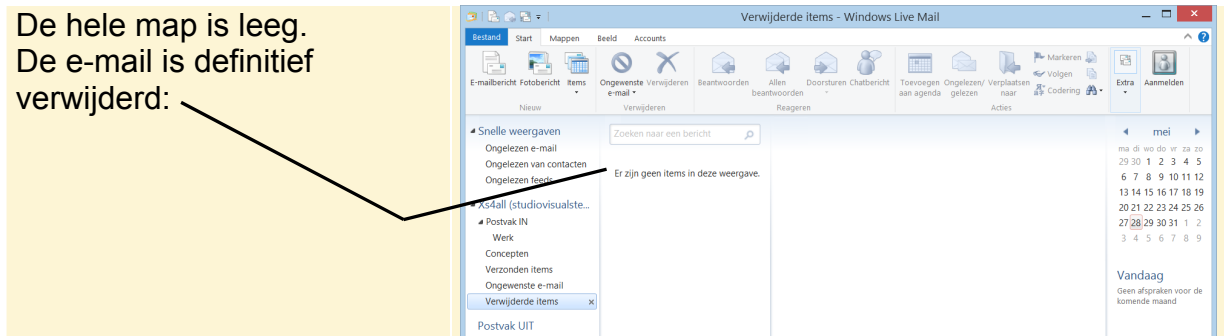 De hele map is leeg.
De e-mail is definitief
verwijderd:
Verwijderde items - Windows Live Mail
Bestand Start Mappen Beeld Accounts
E-mailbericht Fotobericht Items Ongewenste e-mail Verwijderen Beantwoorden Allen beantwoorden Doorsturen Chatbericht Toevoegen aan agenda Ongelezen/gelezen Verplaatsen naar Markeren Volgen Codering Extra Aanmelden
Nieuw Verwijderen Reageren Acties
Snelle weergaven
Ongelezen e-mail
Ongelezen van contacten
Ongelezen feeds
Xs4all (studiovisualste...
Postvak IN
Werk
Concepten
Verzonden items
Ongewenste e-mail
Verwijderde items
Postvak UIT
Zoeken naar een bericht
Er zijn geen items in deze weergave.
mei
ma di wo do vr za zo
29 30 1 2 3 4 5
6 7 8 9 10 11 12
13 14 15 16 17 18 19
20 21 22 23 24 25 26
27 28 29 30 31 1 2
3 4 5 6 7 8 9
Vandaag
Geen afspraken voor de
komende maand